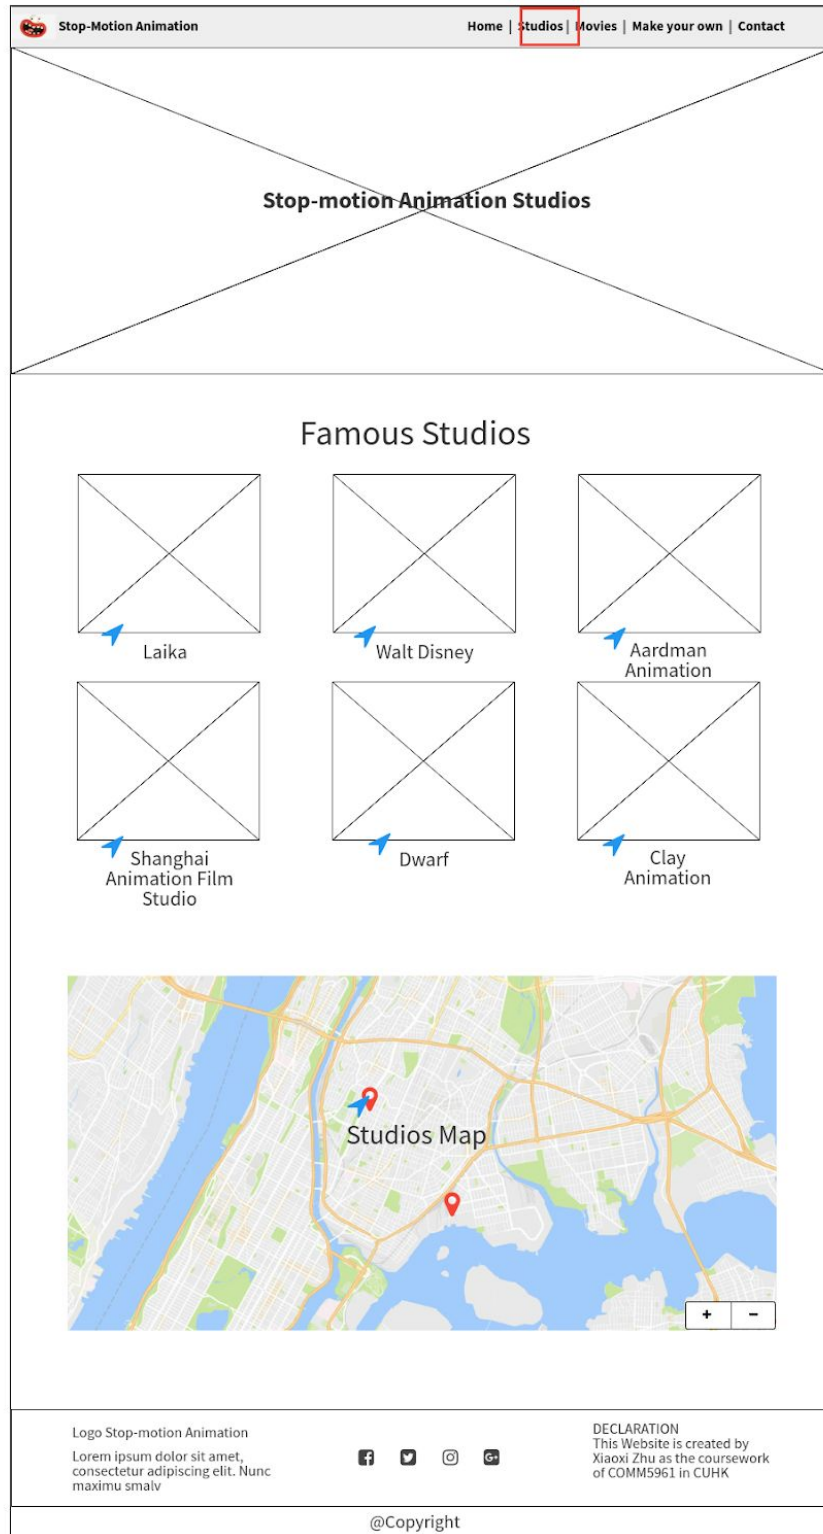 Stop-Motion Animation
Home | Studios | Movies | Make your own | Contact
Stop-motion Animation Studios
Famous Studios
Laika
Walt Disney
Aardman
Animation
Shanghai
Animation Film
Studio
Dwarf
Clay
Animation
Studios Map
+ −
Logo Stop-motion Animation
Lorem ipsum dolor sit amet,
consectetur adipiscing elit. Nunc
maximu smalv
DECLARATION
This Website is created by
Xiaoxi Zhu as the coursework
of COMM5961 in CUHK
@Copyright